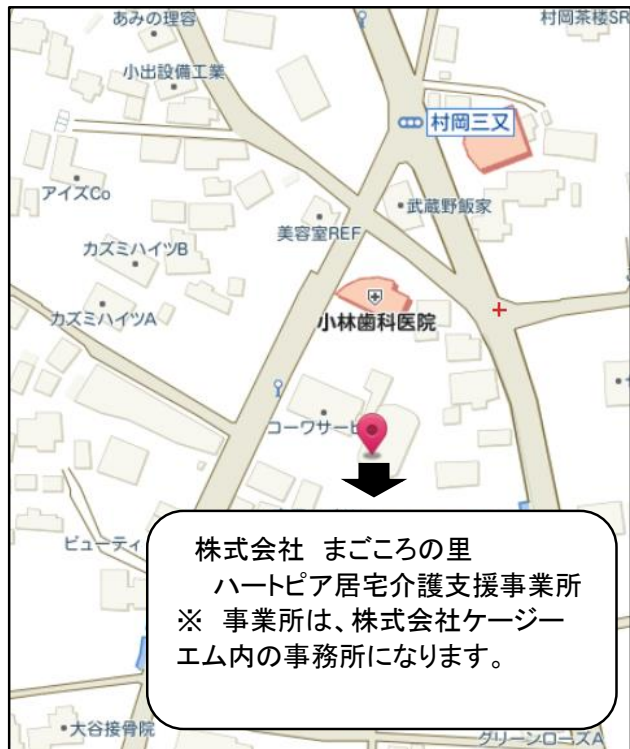 あみの理容
村岡茶楼SR
小出設備工業
村岡三又
アイズCo
武蔵野飯家
美容室REF
カズミハイツB
カズミハイツA
小林歯科医院
コーワサービ
ビューティ
株式会社　まごころの里
ハートピア居宅介護支援事業所
※　事業所は、株式会社ケージー
エム内の事務所になります。
大谷接骨院
グリーンローズA